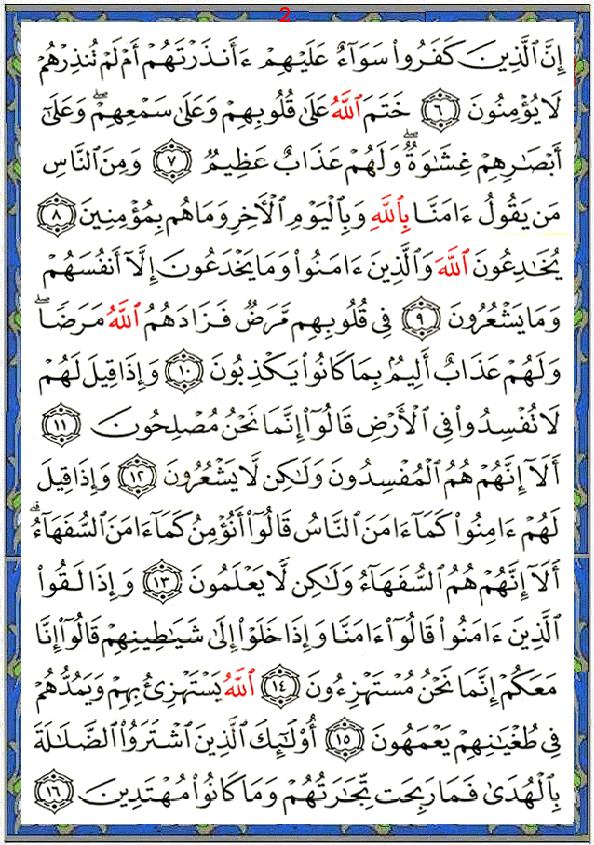 2
إِنَّ ٱلَّذِينَ كَفَرُوا۟ سَوَآءٌ عَلَيْهِمْ ءَأَنذَرْتَهُمْ أَمْ لَمْ تُنذِرْهُمْ
لَا يُؤْمِنُونَ ٦ خَتَمَ ٱللَّهُ عَلَىٰ قُلُوبِهِمْ وَعَلَىٰ سَمْعِهِمْ ۖ وَعَلَىٰٓ
أَبْصَٰرِهِمْ غِشَٰوَةٌ ۖ وَلَهُمْ عَذَابٌ عَظِيمٌ ٧ وَمِنَ ٱلنَّاسِ
مَن يَقُولُ ءَامَنَّا بِٱللَّهِ وَبِٱلْيَوْمِ ٱلْأَخِرِ وَمَا هُم بِمُؤْمِنِينَ ٨
يُخَٰدِعُونَ ٱللَّهَ وَٱلَّذِينَ ءَامَنُوا۟ وَمَا يَخْدَعُونَ إِلَّآ أَنفُسَهُمْ
وَمَا يَشْعُرُونَ ٩ فِى قُلُوبِهِم مَّرَضٌ فَزَادَهُمُ ٱللَّهُ مَرَضًا ۖ
وَلَهُمْ عَذَابٌ أَلِيمٌۢ بِمَا كَانُوا۟ يَكْذِبُونَ ١٠ وَإِذَا قِيلَ لَهُمْ
لَا تُفْسِدُوا۟ فِى ٱلْأَرْضِ قَالُوٓا۟ إِنَّمَا نَحْنُ مُصْلِحُونَ ١١
أَلَآ إِنَّهُمْ هُمُ ٱلْمُفْسِدُونَ وَلَٰكِن لَّا يَشْعُرُونَ ١٢ وَإِذَا قِيلَ
لَهُمْ ءَامِنُوا۟ كَمَآ ءَامَنَ ٱلنَّاسُ قَالُوٓا۟ أَنُؤْمِنُ كَمَآ ءَامَنَ ٱلسُّفَهَآءُ ۗ
أَلَآ إِنَّهُمْ هُمُ ٱلسُّفَهَآءُ وَلَٰكِن لَّا يَعْلَمُونَ ١٣ وَإِذَا لَقُوا۟
ٱلَّذِينَ ءَامَنُوا۟ قَالُوٓا۟ ءَامَنَّا وَإِذَا خَلَوْا۟ إِلَىٰ شَيَٰطِينِهِمْ قَالُوٓا۟ إِنَّا
مَعَكُمْ إِنَّمَا نَحْنُ مُسْتَهْزِءُونَ ١٤ ٱللَّهُ يَسْتَهْزِئُ بِهِمْ وَيَمُدُّهُمْ
فِى طُغْيَٰنِهِمْ يَعْمَهُونَ ١٥ أُو۟لَٰٓئِكَ ٱلَّذِينَ ٱشْتَرَوُا۟ ٱلضَّلَٰلَةَ
بِٱلْهُدَىٰ فَمَا رَبِحَت تِّجَٰرَتُهُمْ وَمَا كَانُوا۟ مُهْتَدِينَ ١٦